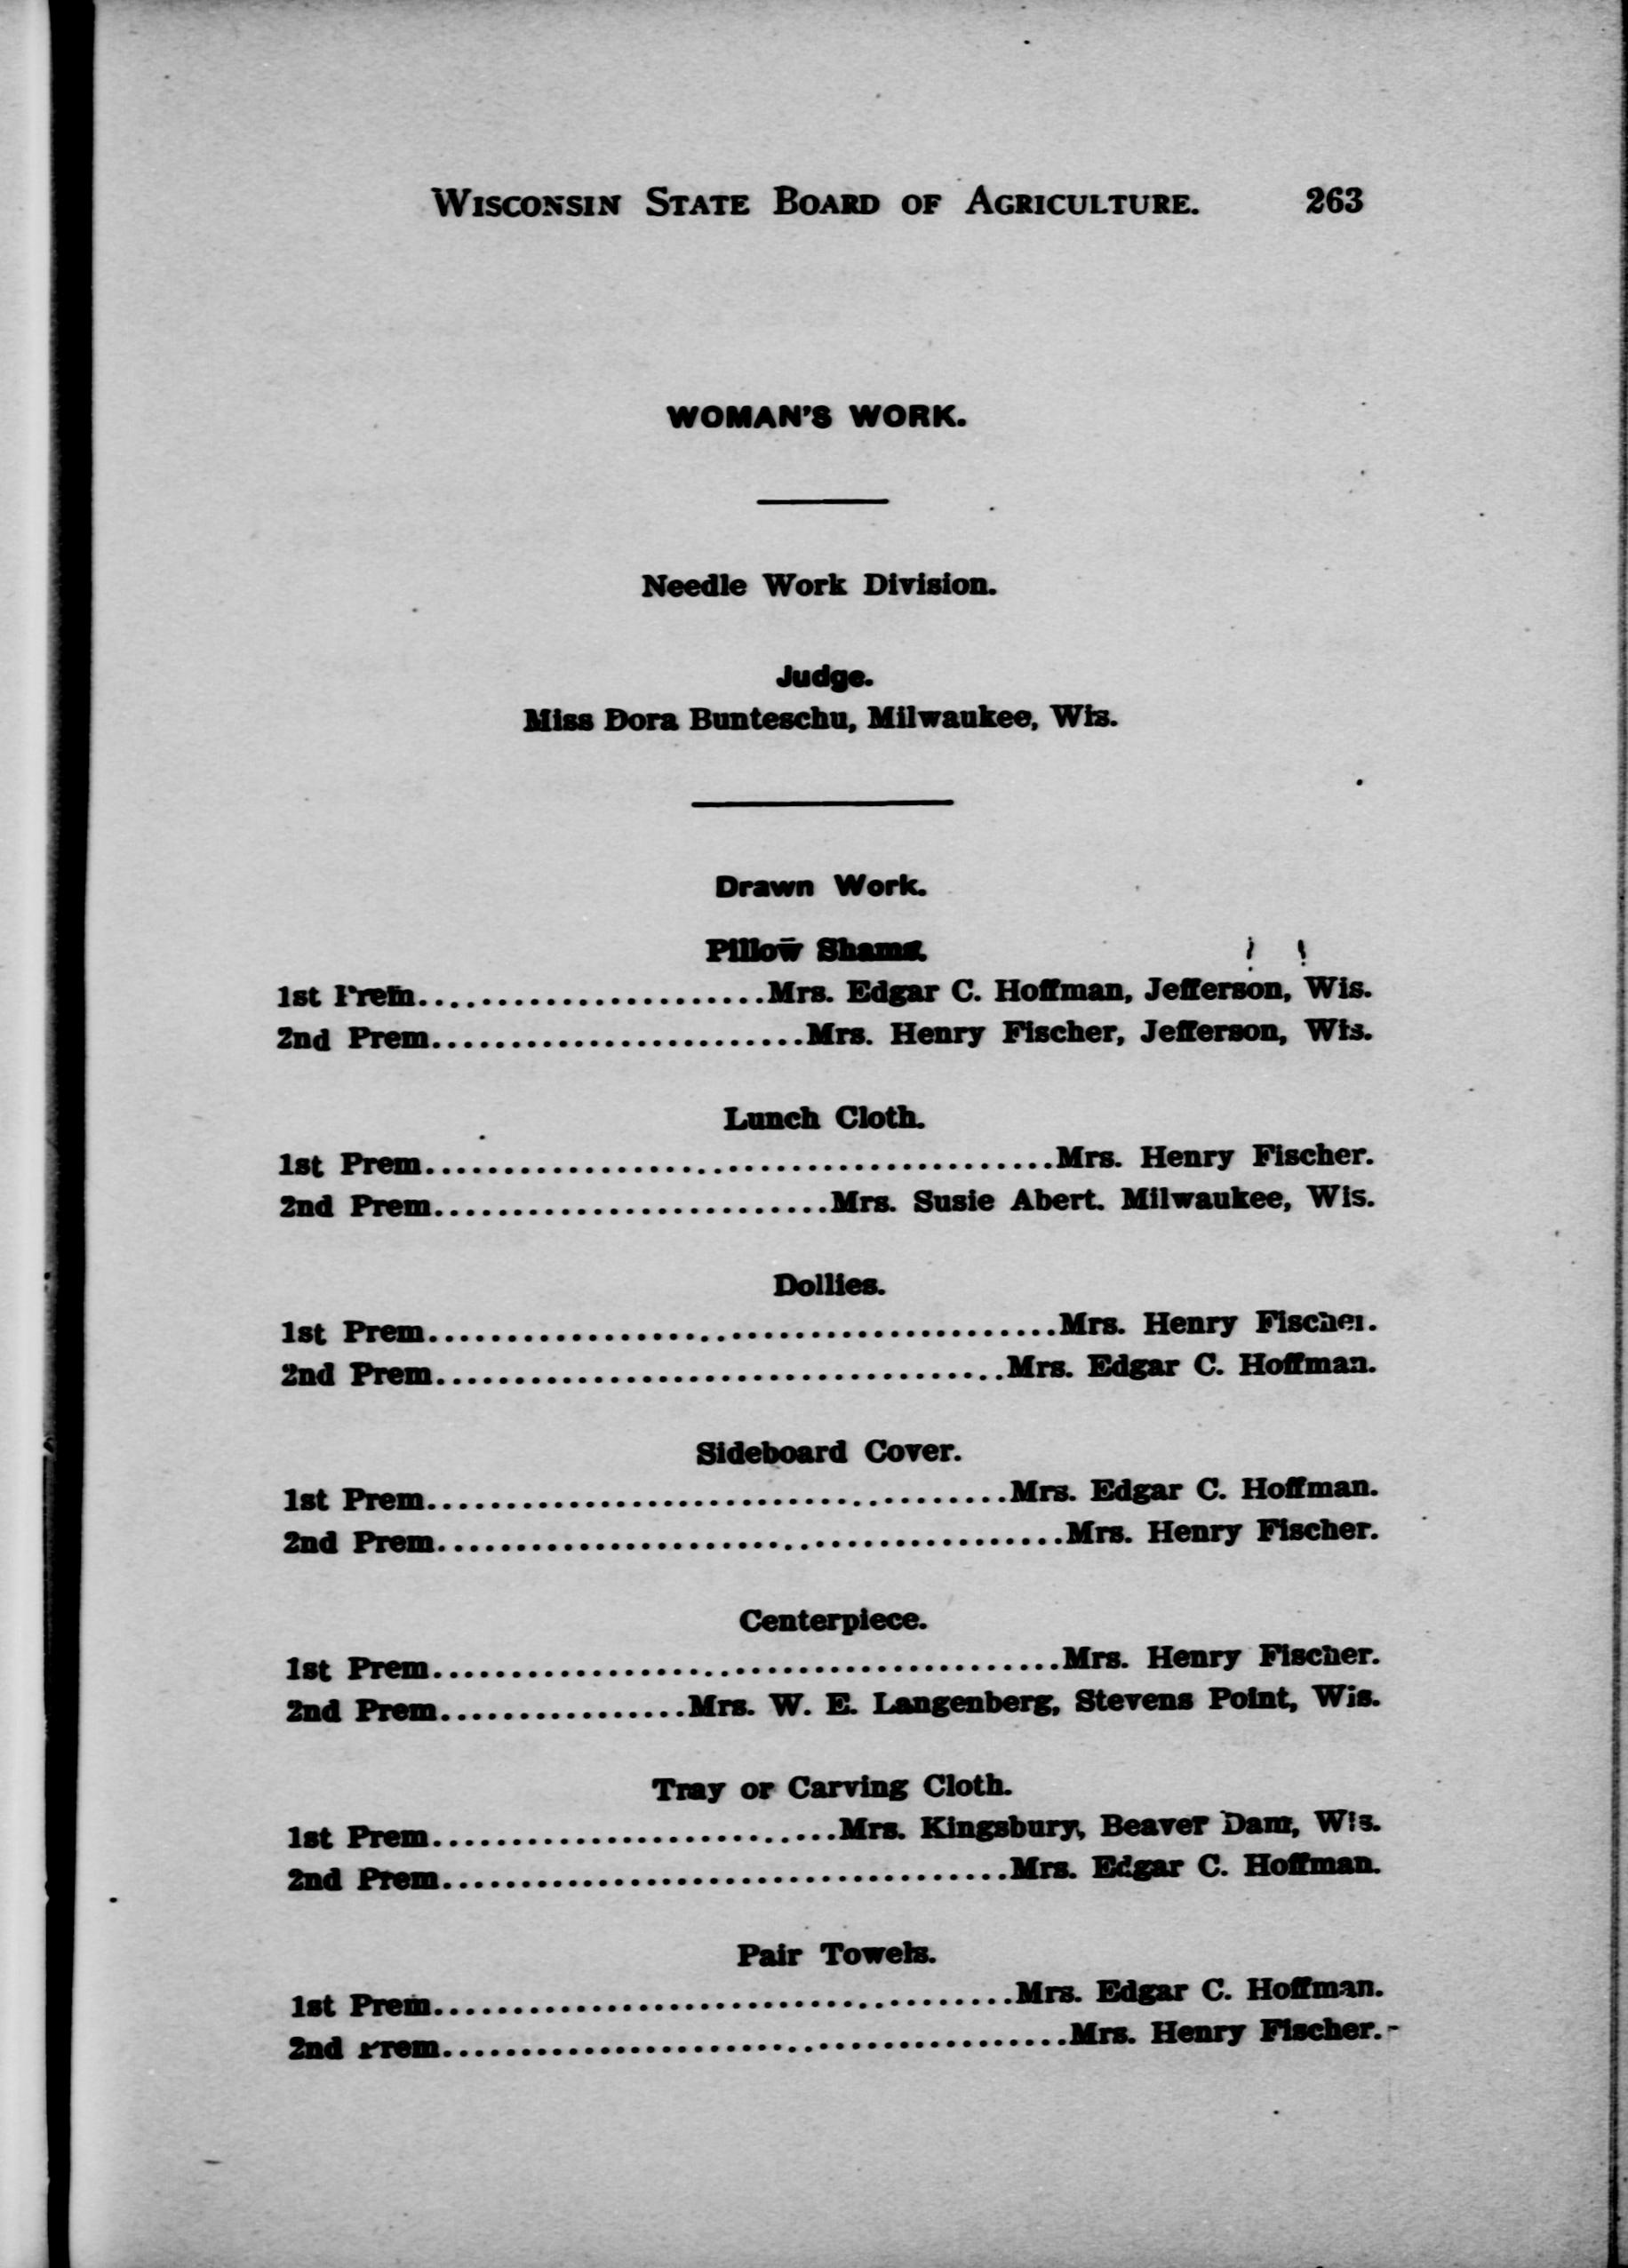 WISCONSIN STATE BOARD OF AGRICULTURE. 263
WOMAN'S WORK.
Needle Work Division.
Judge.
Miss Dora Bunteschu, Milwaukee, Wis.
Drawn Work.
Pillow Shams.
1st Prem......................Mrs. Edgar C. Hoffman, Jefferson, Wis.
2nd Prem........................Mrs. Henry Fischer, Jefferson, Wis.
Lunch Cloth.
1st Prem........................................Mrs. Henry Fischer.
2nd Prem.........................Mrs. Susie Abert. Milwaukee, Wis.
Dollies.
1st Prem........................................Mrs. Henry Fischer.
2nd Prem....................................Mrs. Edgar C. Hoffman.
Sideboard Cover.
1st Prem.....................................Mrs. Edgar C. Hoffman.
2nd Prem........................................Mrs. Henry Fischer.
Centerpiece.
1st Prem........................................Mrs. Henry Fischer.
2nd Prem................Mrs. W. E. Langenberg, Stevens Point, Wis.
Tray or Carving Cloth.
1st Prem..........................Mrs. Kingsbury, Beaver Dam, Wis.
2nd Prem....................................Mrs. Edgar C. Hoffman.
Pair Towels.
1st Prem.....................................Mrs. Edgar C. Hoffman.
2nd Prem........................................Mrs. Henry Fischer.